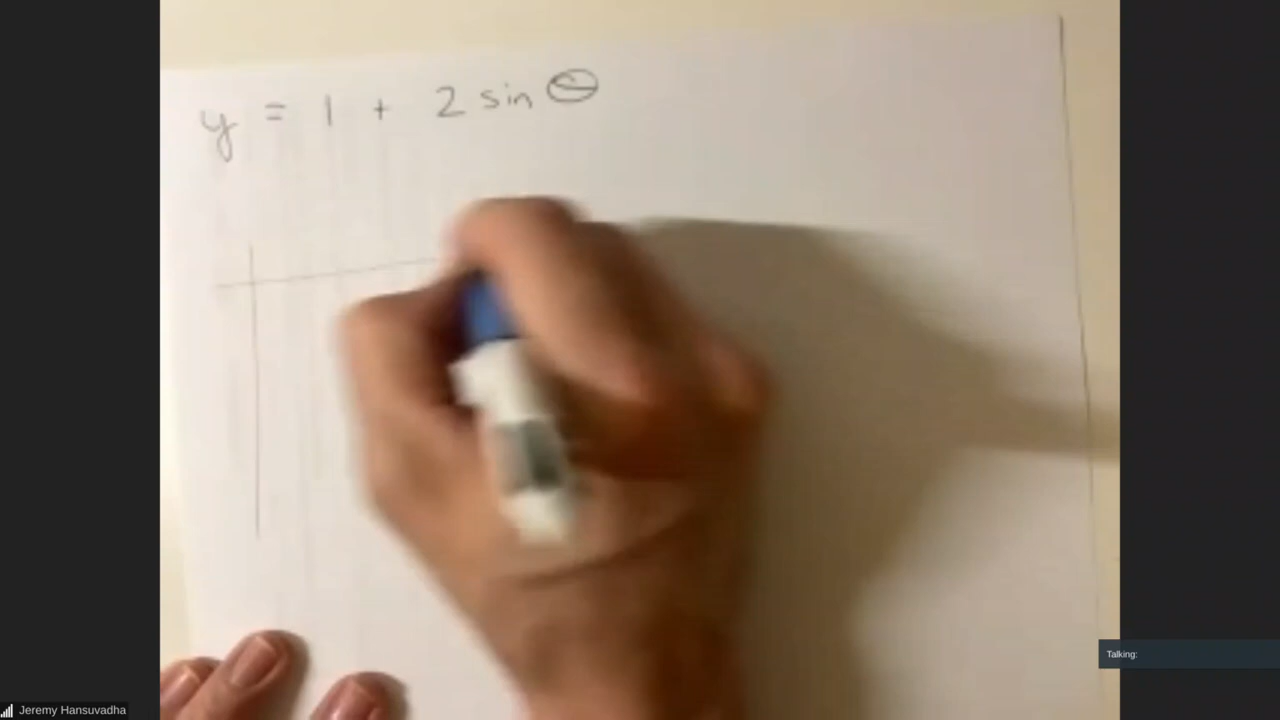 y = 1 + 2 sin Θ
Talking:
Jeremy Hansuvadha